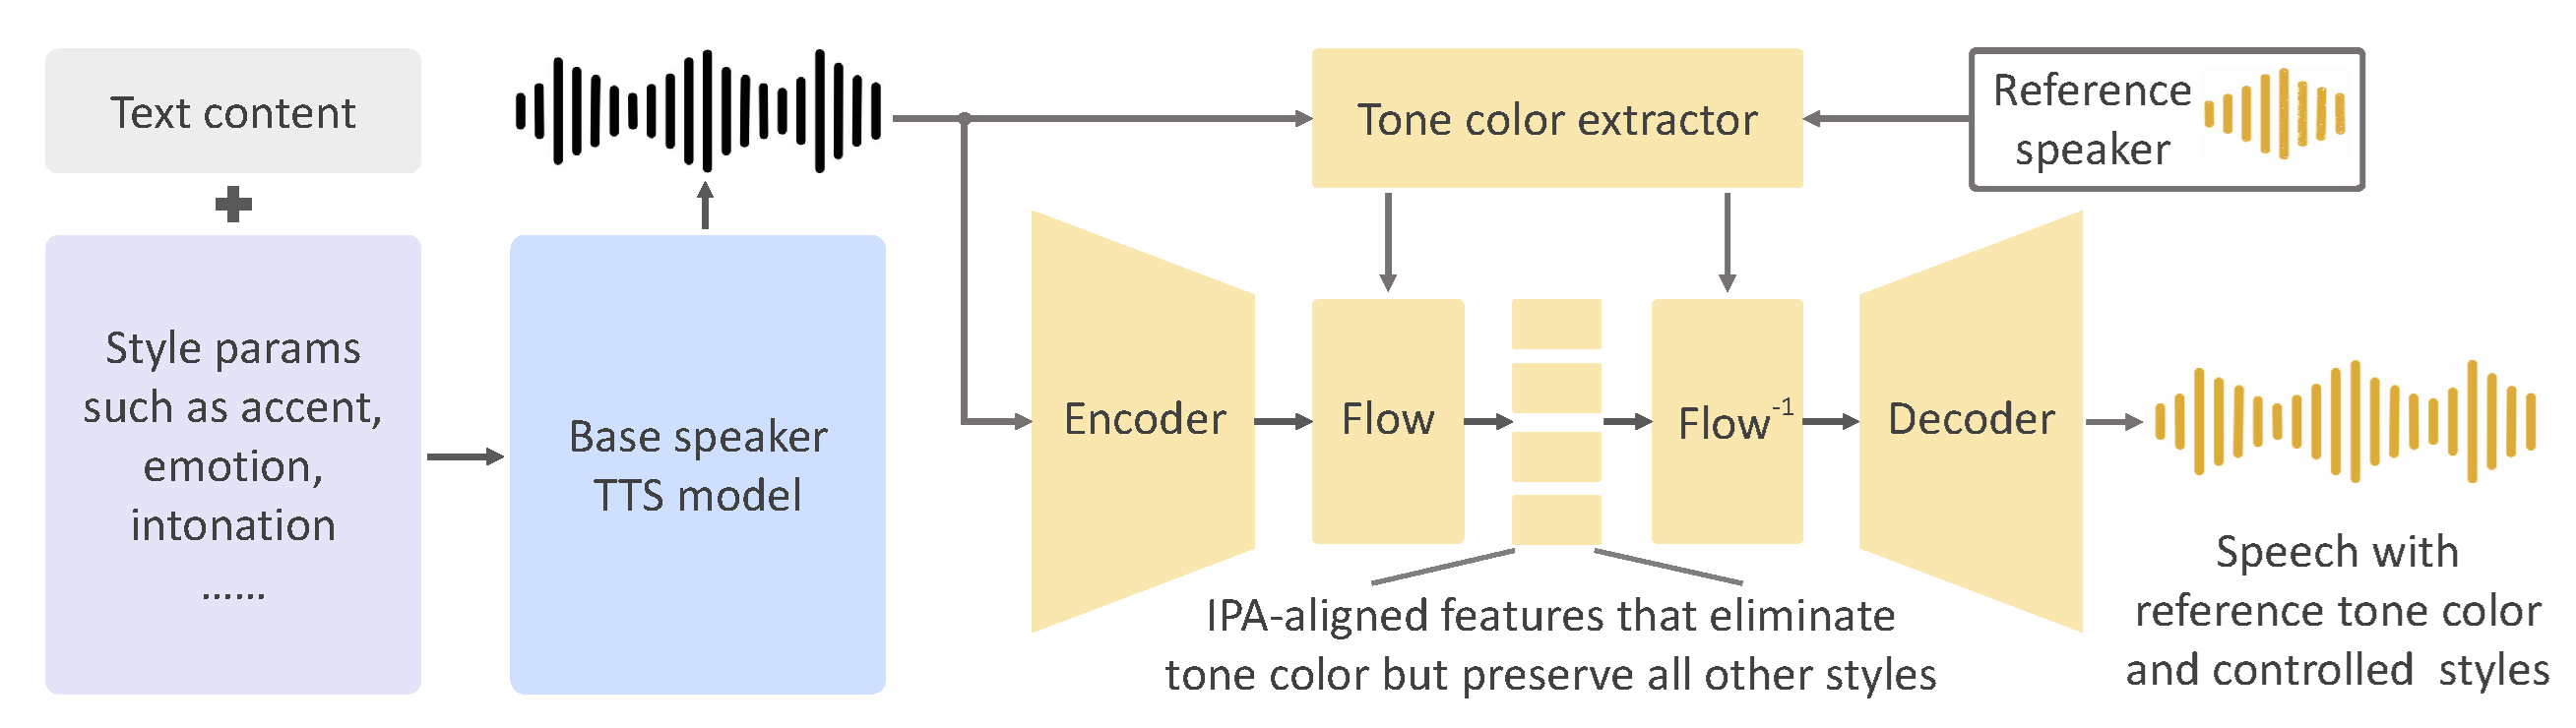 Text content
Style params
such as accent,
emotion,
intonation
......
Base speaker
TTS model
Tone color extractor
Reference
speaker
Encoder
Flow
Flow⁻¹
Decoder
IPA-aligned features that eliminate
tone color but preserve all other styles
Speech with
reference tone color
and controlled styles